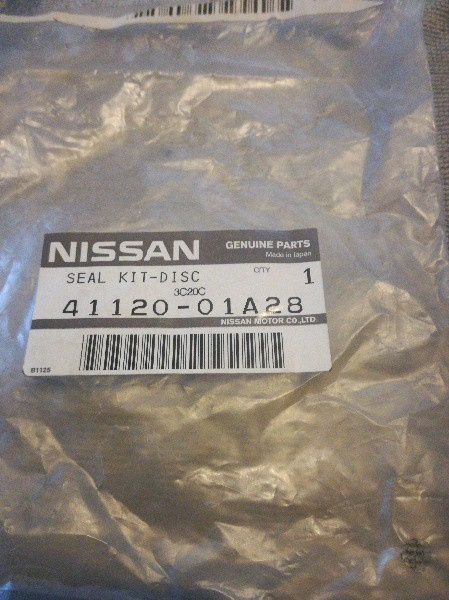 NISSAN GENUINE PARTS
Made in Japan
SEAL KIT-DISC Q'TY 1
3C20C
41120-01A28
NISSAN MOTOR CO.,LTD.
B1125